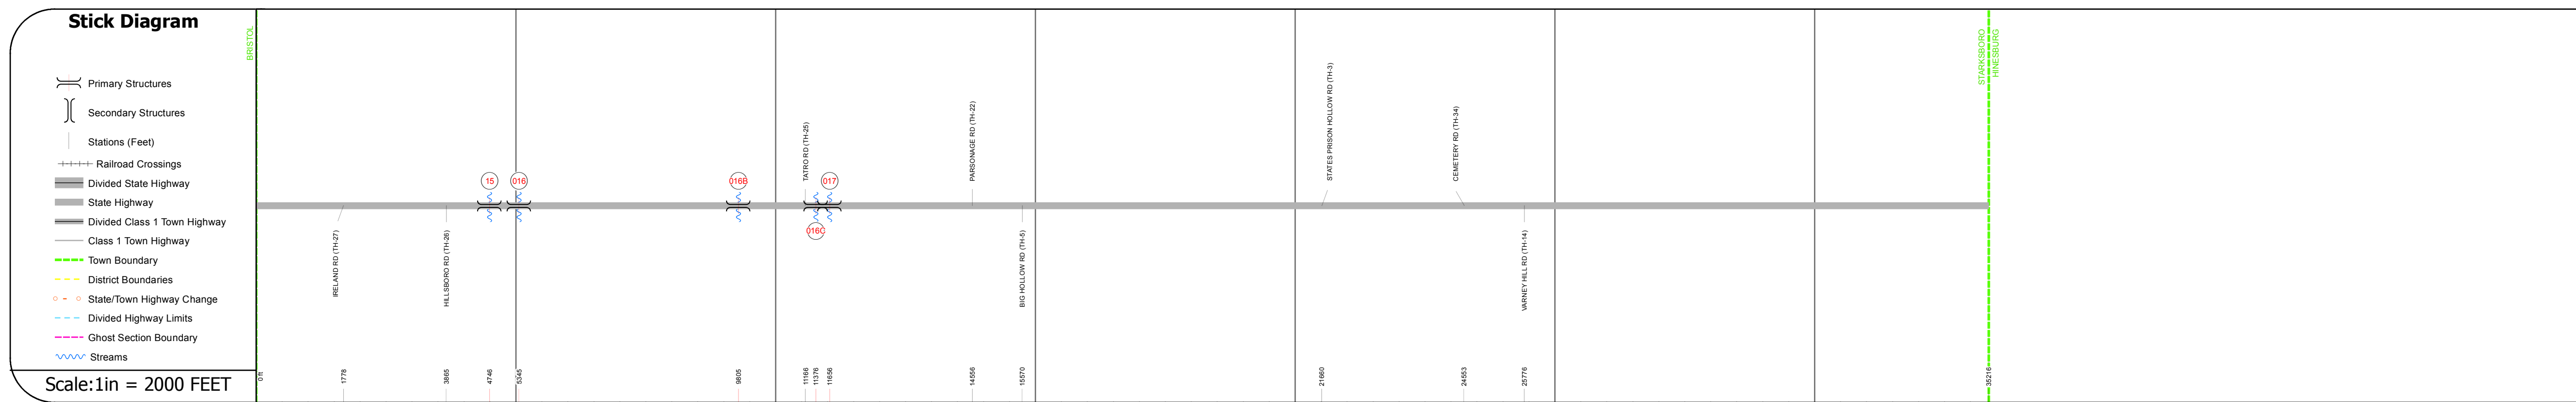 Stick Diagram
Primary Structures
Secondary Structures
Stations (Feet)
Railroad Crossings
Divided State Highway
State Highway
Divided Class 1 Town Highway
Class 1 Town Highway
Town Boundary
District Boundaries
State/Town Highway Change
Divided Highway Limits
Ghost Section Boundary
Streams
Scale:1in = 2000 FEET
BRISTOL
IRELAND RD (TH-27)
HILLSBORO RD (TH-26)
15
016
016B
TATRO RD (TH-25)
016C
017
PARSONAGE RD (TH-22)
BIG HOLLOW RD (TH-5)
STATES PRISON HOLLOW RD (TH-3)
CEMETERY RD (TH-34)
VARNEY HILL RD (TH-14)
STARKSBORO
HINESBURG
0 ft
1778
3865
4746
5345
9805
11166
11376
11656
14556
15570
21660
24553
25776
35216